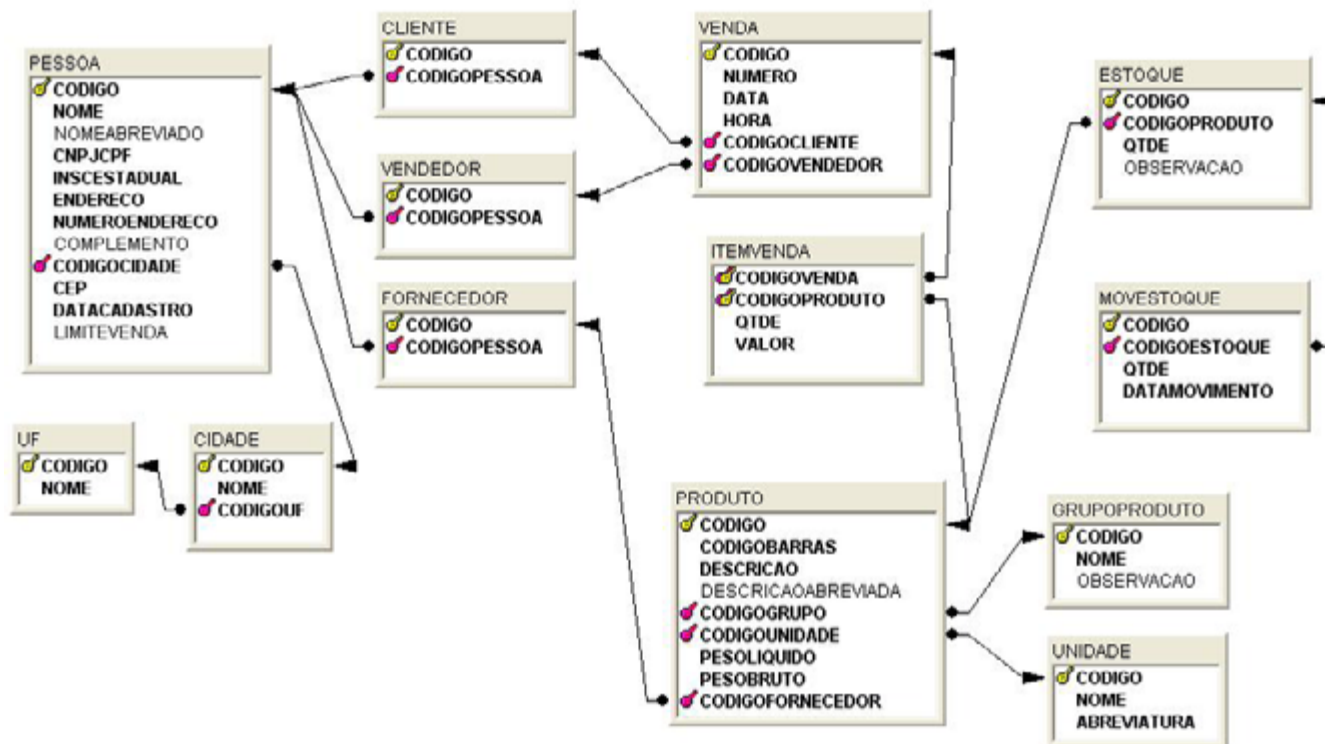 PESSOA
CODIGO
NOME
NOMEABREVIADO
CNPJCPF
INSCESTADUAL
ENDERECO
NUMEROENDERECO
COMPLEMENTO
CODIGOCIDADE
CEP
DATACADASTRO
LIMITEVENDA
CLIENTE
CODIGO
CODIGOPESSOA
VENDEDOR
CODIGO
CODIGOPESSOA
FORNECEDOR
CODIGO
CODIGOPESSOA
UF
CODIGO
NOME
CIDADE
CODIGO
NOME
CODIGOUF
VENDA
CODIGO
NUMERO
DATA
HORA
CODIGOCLIENTE
CODIGOVENDEDOR
ITEMVENDA
CODIGOVENDA
CODIGOPRODUTO
QTDE
VALOR
PRODUTO
CODIGO
CODIGOBARRAS
DESCRICAO
DESCRICAOABREVIADA
CODIGOGRUPO
CODIGOUNIDADE
PESOLIQUIDO
PESOBRUTO
CODIGOFORNECEDOR
ESTOQUE
CODIGO
CODIGOPRODUTO
QTDE
OBSERVACAO
MOVESTOQUE
CODIGO
CODIGOESTOQUE
QTDE
DATAMOVIMENTO
GRUPOPRODUTO
CODIGO
NOME
OBSERVACAO
UNIDADE
CODIGO
NOME
ABREVIATURA